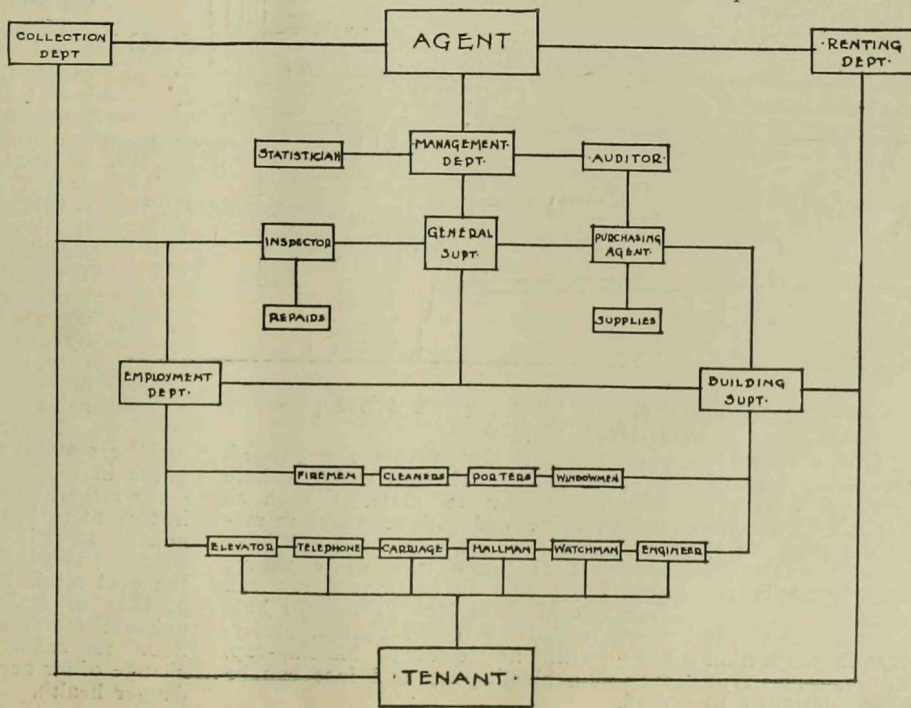 COLLECTION
DEPT
AGENT
·RENTING
DEPT·
STATISTICIAN
·MANAGEMENT·
DEPT·
·AUDITOR·
INSPECTOR
GENERAL
SUPT·
PURCHASING
AGENT·
REPAIDS
SUPPLIES
EMPLOYMENT
DEPT·
BUILDING
SUPT·
FIREMEN
CLEANERS
PORTERS
WINDOWMEN
ELEVATOR
TELEPHONE
CARRIAGE
HALLMAN
WATCHMAN
ENGINEER
·TENANT·